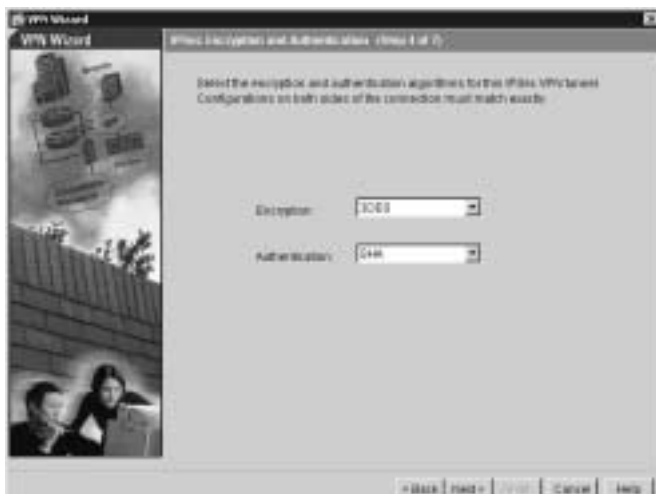 VPN Wizard
VPN Wizard
IPSec Encryption and Authentication (Step 4 of 7)
Select the encryption and authentication algorithms for this IPSec VPN tunnel.
Configurations on both sides of the connection must match exactly.
Encryption: 3DES
Authentication: SHA
< Back
Next >
Finish
Cancel
Help